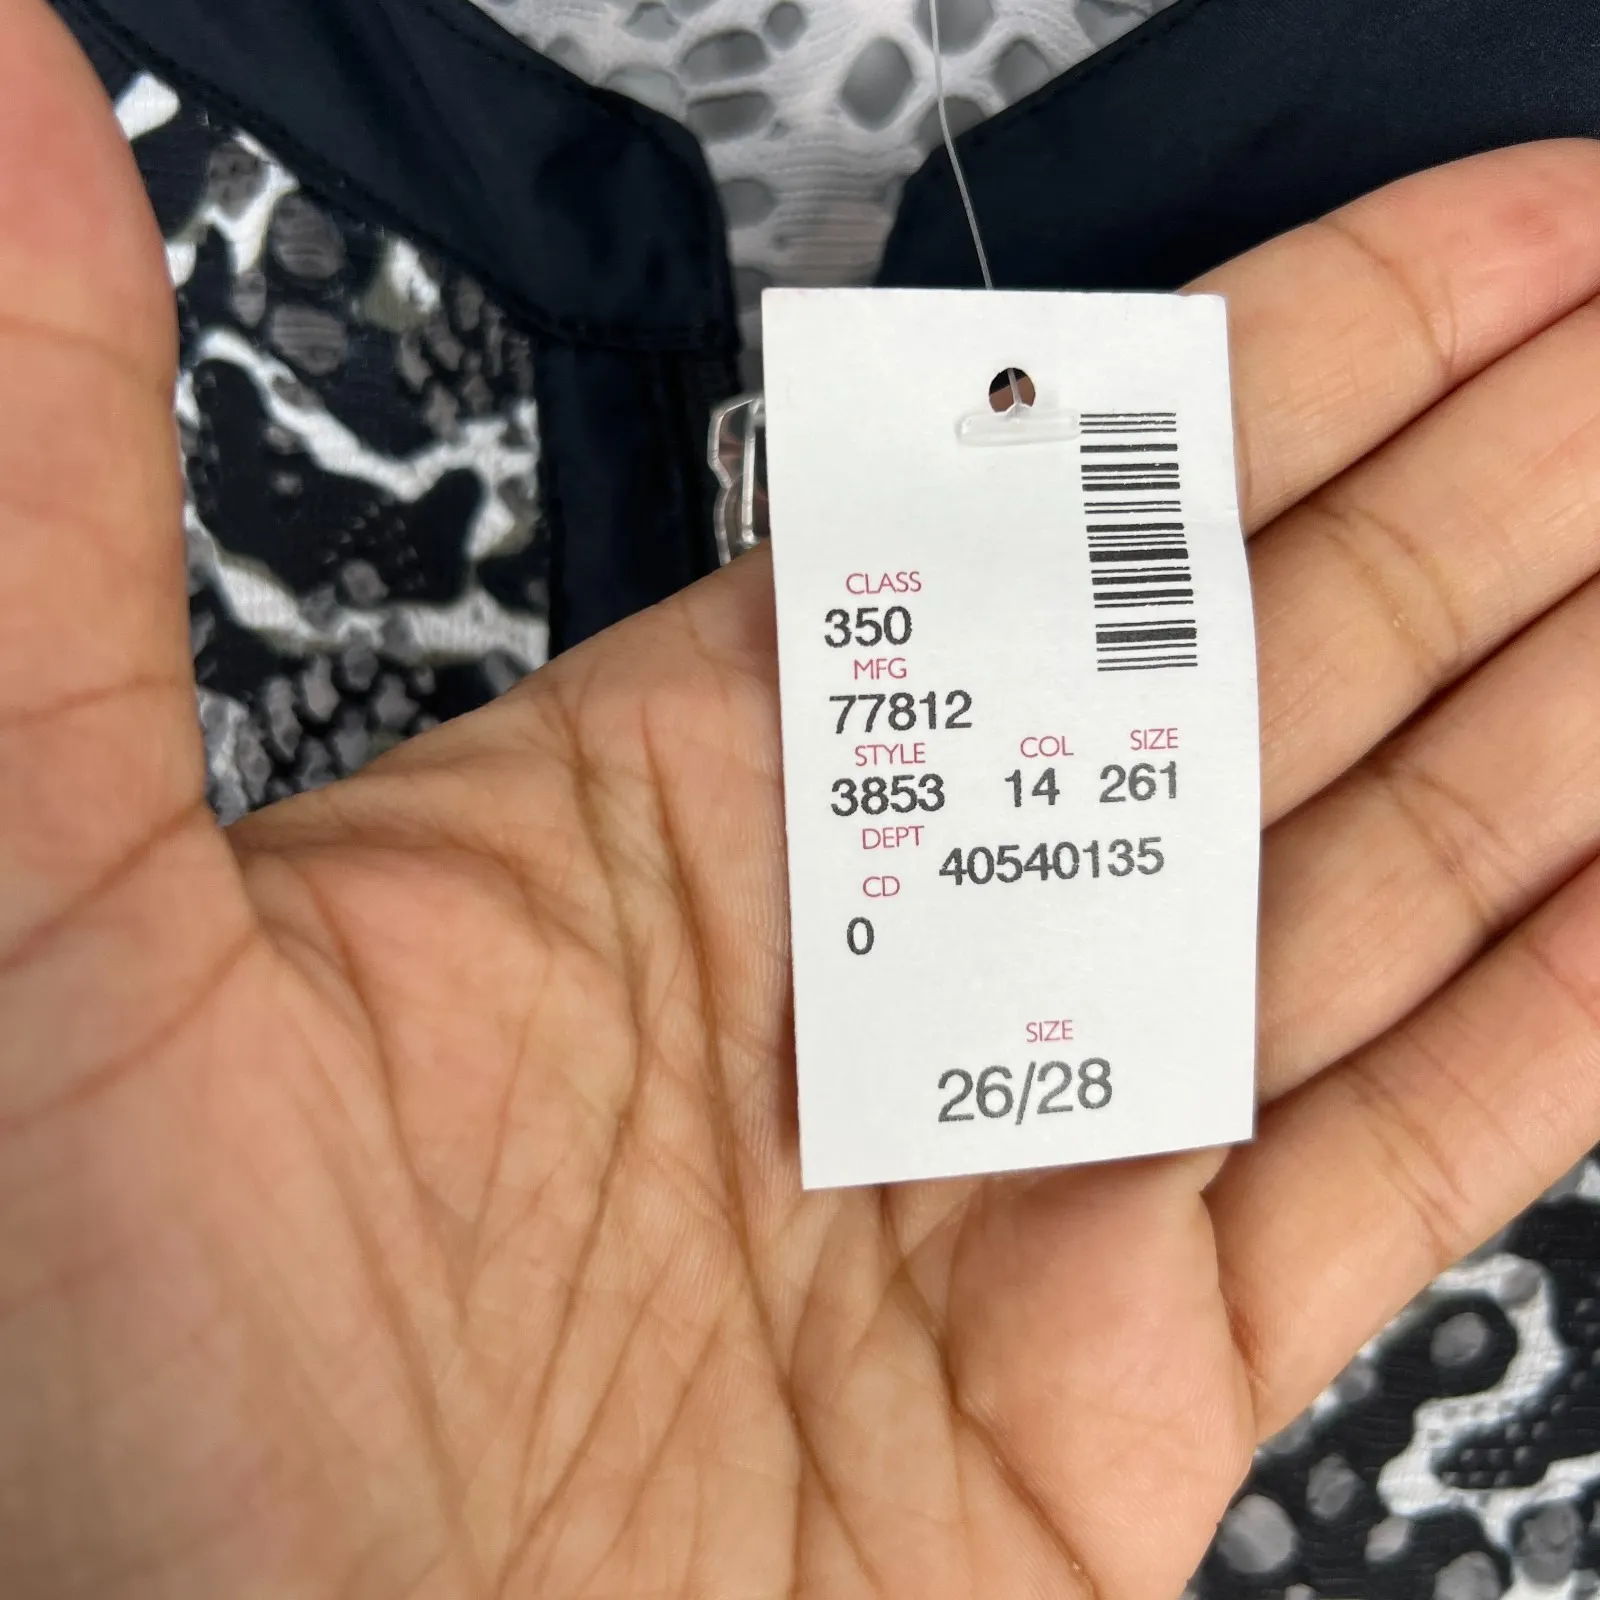 CLASS
350
MFG
77812
STYLE COL SIZE
3853 14 261
DEPT
40540135
CD
0
SIZE
26/28